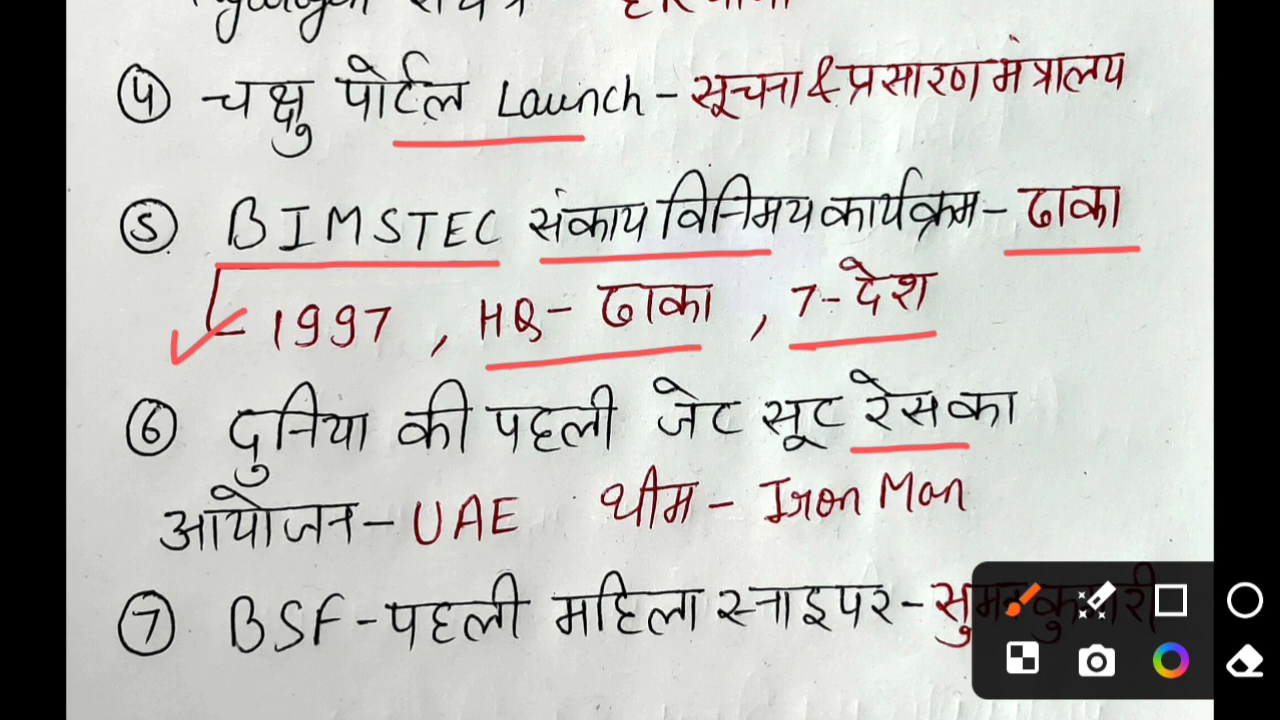 ④ चक्षु पोर्टल Launch - सूचना & प्रसारण मंत्रालय
⑤ BIMSTEC संकाय विनिमय कार्यक्रम - ढाका
1997 , HQ - ढाका , 7 - देश
⑥ दुनिया की पहली जेट सूट रेस का
आयोजन - UAE थीम - Iron Man
⑦ BSF - पहली महिला स्नाइपर - सुमन कुमारी